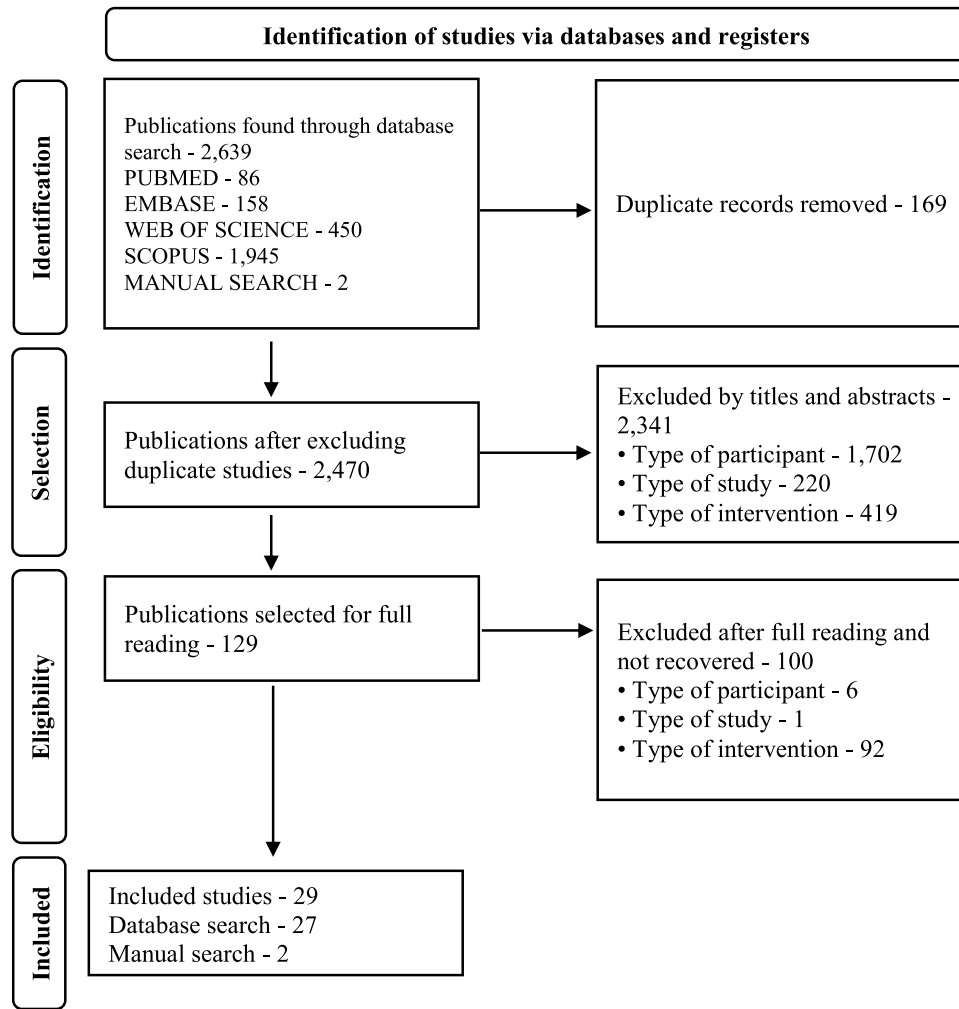 Identification of studies via databases and registers
Identification
Publications found through database
search - 2,639
PUBMED - 86
EMBASE - 158
WEB OF SCIENCE - 450
SCOPUS - 1,945
MANUAL SEARCH - 2
Duplicate records removed - 169
Selection
Publications after excluding
duplicate studies - 2,470
Excluded by titles and abstracts -
2,341
• Type of participant - 1,702
• Type of study - 220
• Type of intervention - 419
Eligibility
Publications selected for full
reading - 129
Excluded after full reading and
not recovered - 100
• Type of participant - 6
• Type of study - 1
• Type of intervention - 92
Included
Included studies - 29
Database search - 27
Manual search - 2